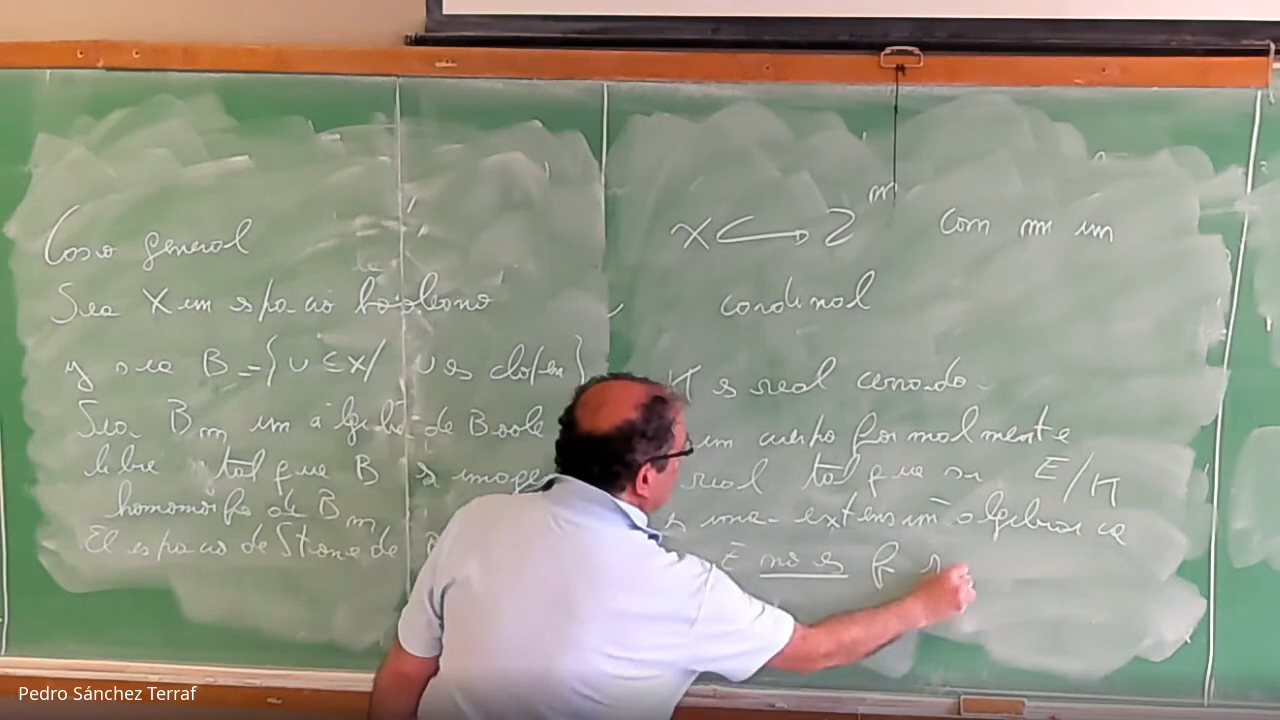 Caso general
Sea X un espacio booleano
y sea B = { U ⊆ X / U es clopen }
Sea B_m un álgebra de Boole
libre tal que B es imagen
homomorfa de B_m
El espacio de Stone de
X ↪ 2^m con m un
cardinal
K es real cerrado.
un cuerpo formalmente
real tal que su E/K
es una extensión algebraica
E no es f r
Pedro Sánchez Terraf